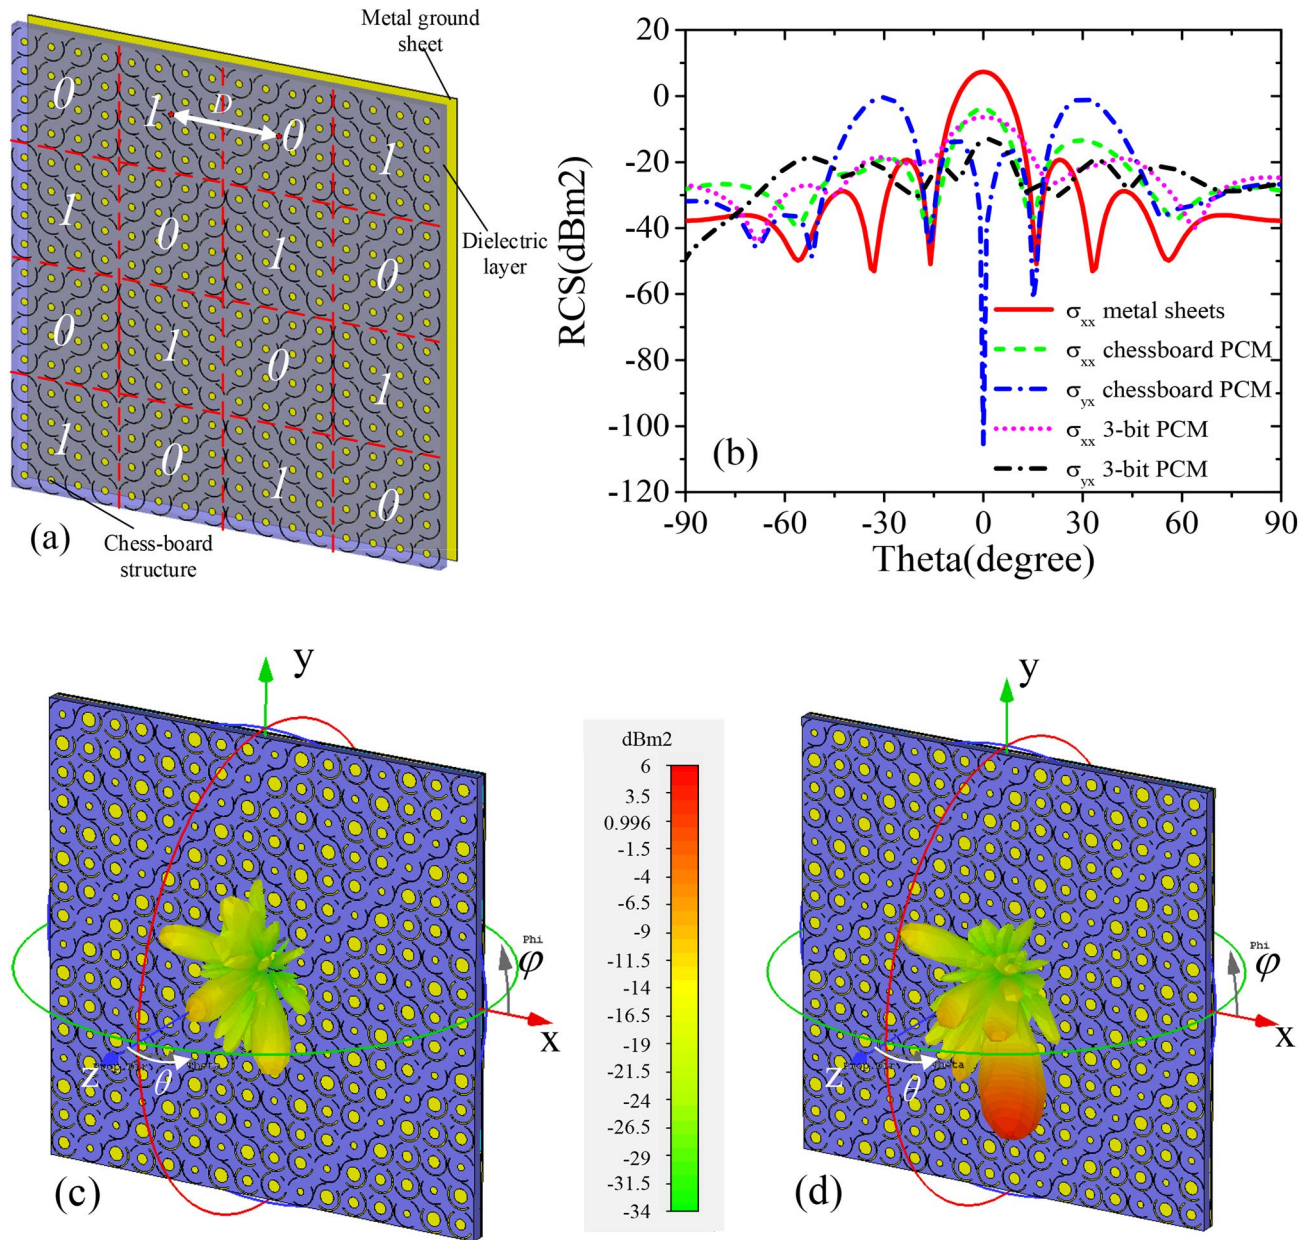 Metal ground
sheet
0
1
D
0
1
Dielectric
layer
1
0
1
0
0
1
0
1
1
0
1
0
(a)
Chess-board
structure
20
0
-20
-40
-60
-80
-100
-120
RCS(dBm2)
σxx metal sheets
σxx chessboard PCM
σyx chessboard PCM
σxx 3-bit PCM
σyx 3-bit PCM
(b)
-90 -60 -30 0 30 60 90
Theta(degree)
y
Phi
φ
x
z
θ
(c)
dBm2
6
3.5
0.996
-1.5
-4
-6.5
-9
-11.5
-14
-16.5
-19
-21.5
-24
-26.5
-29
-31.5
-34
y
Phi
φ
x
z
θ
(d)